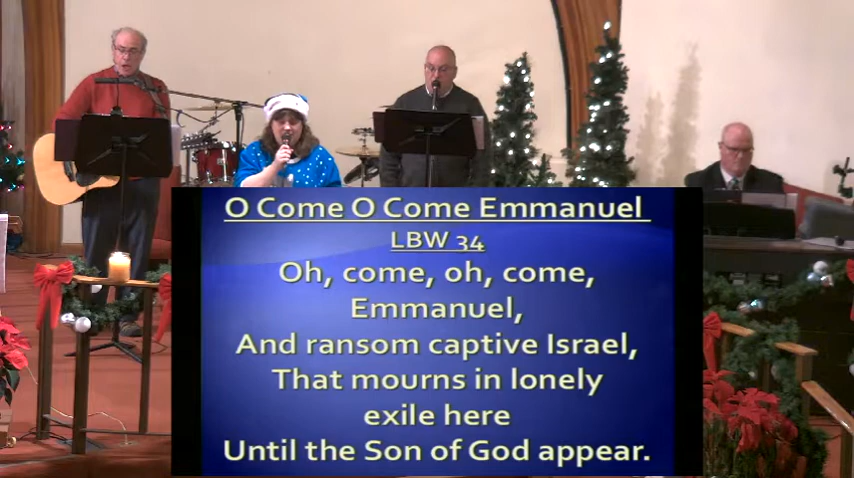 O Come O Come Emmanuel
LBW 34
Oh, come, oh, come,
Emmanuel,
And ransom captive Israel,
That mourns in lonely
exile here
Until the Son of God appear.